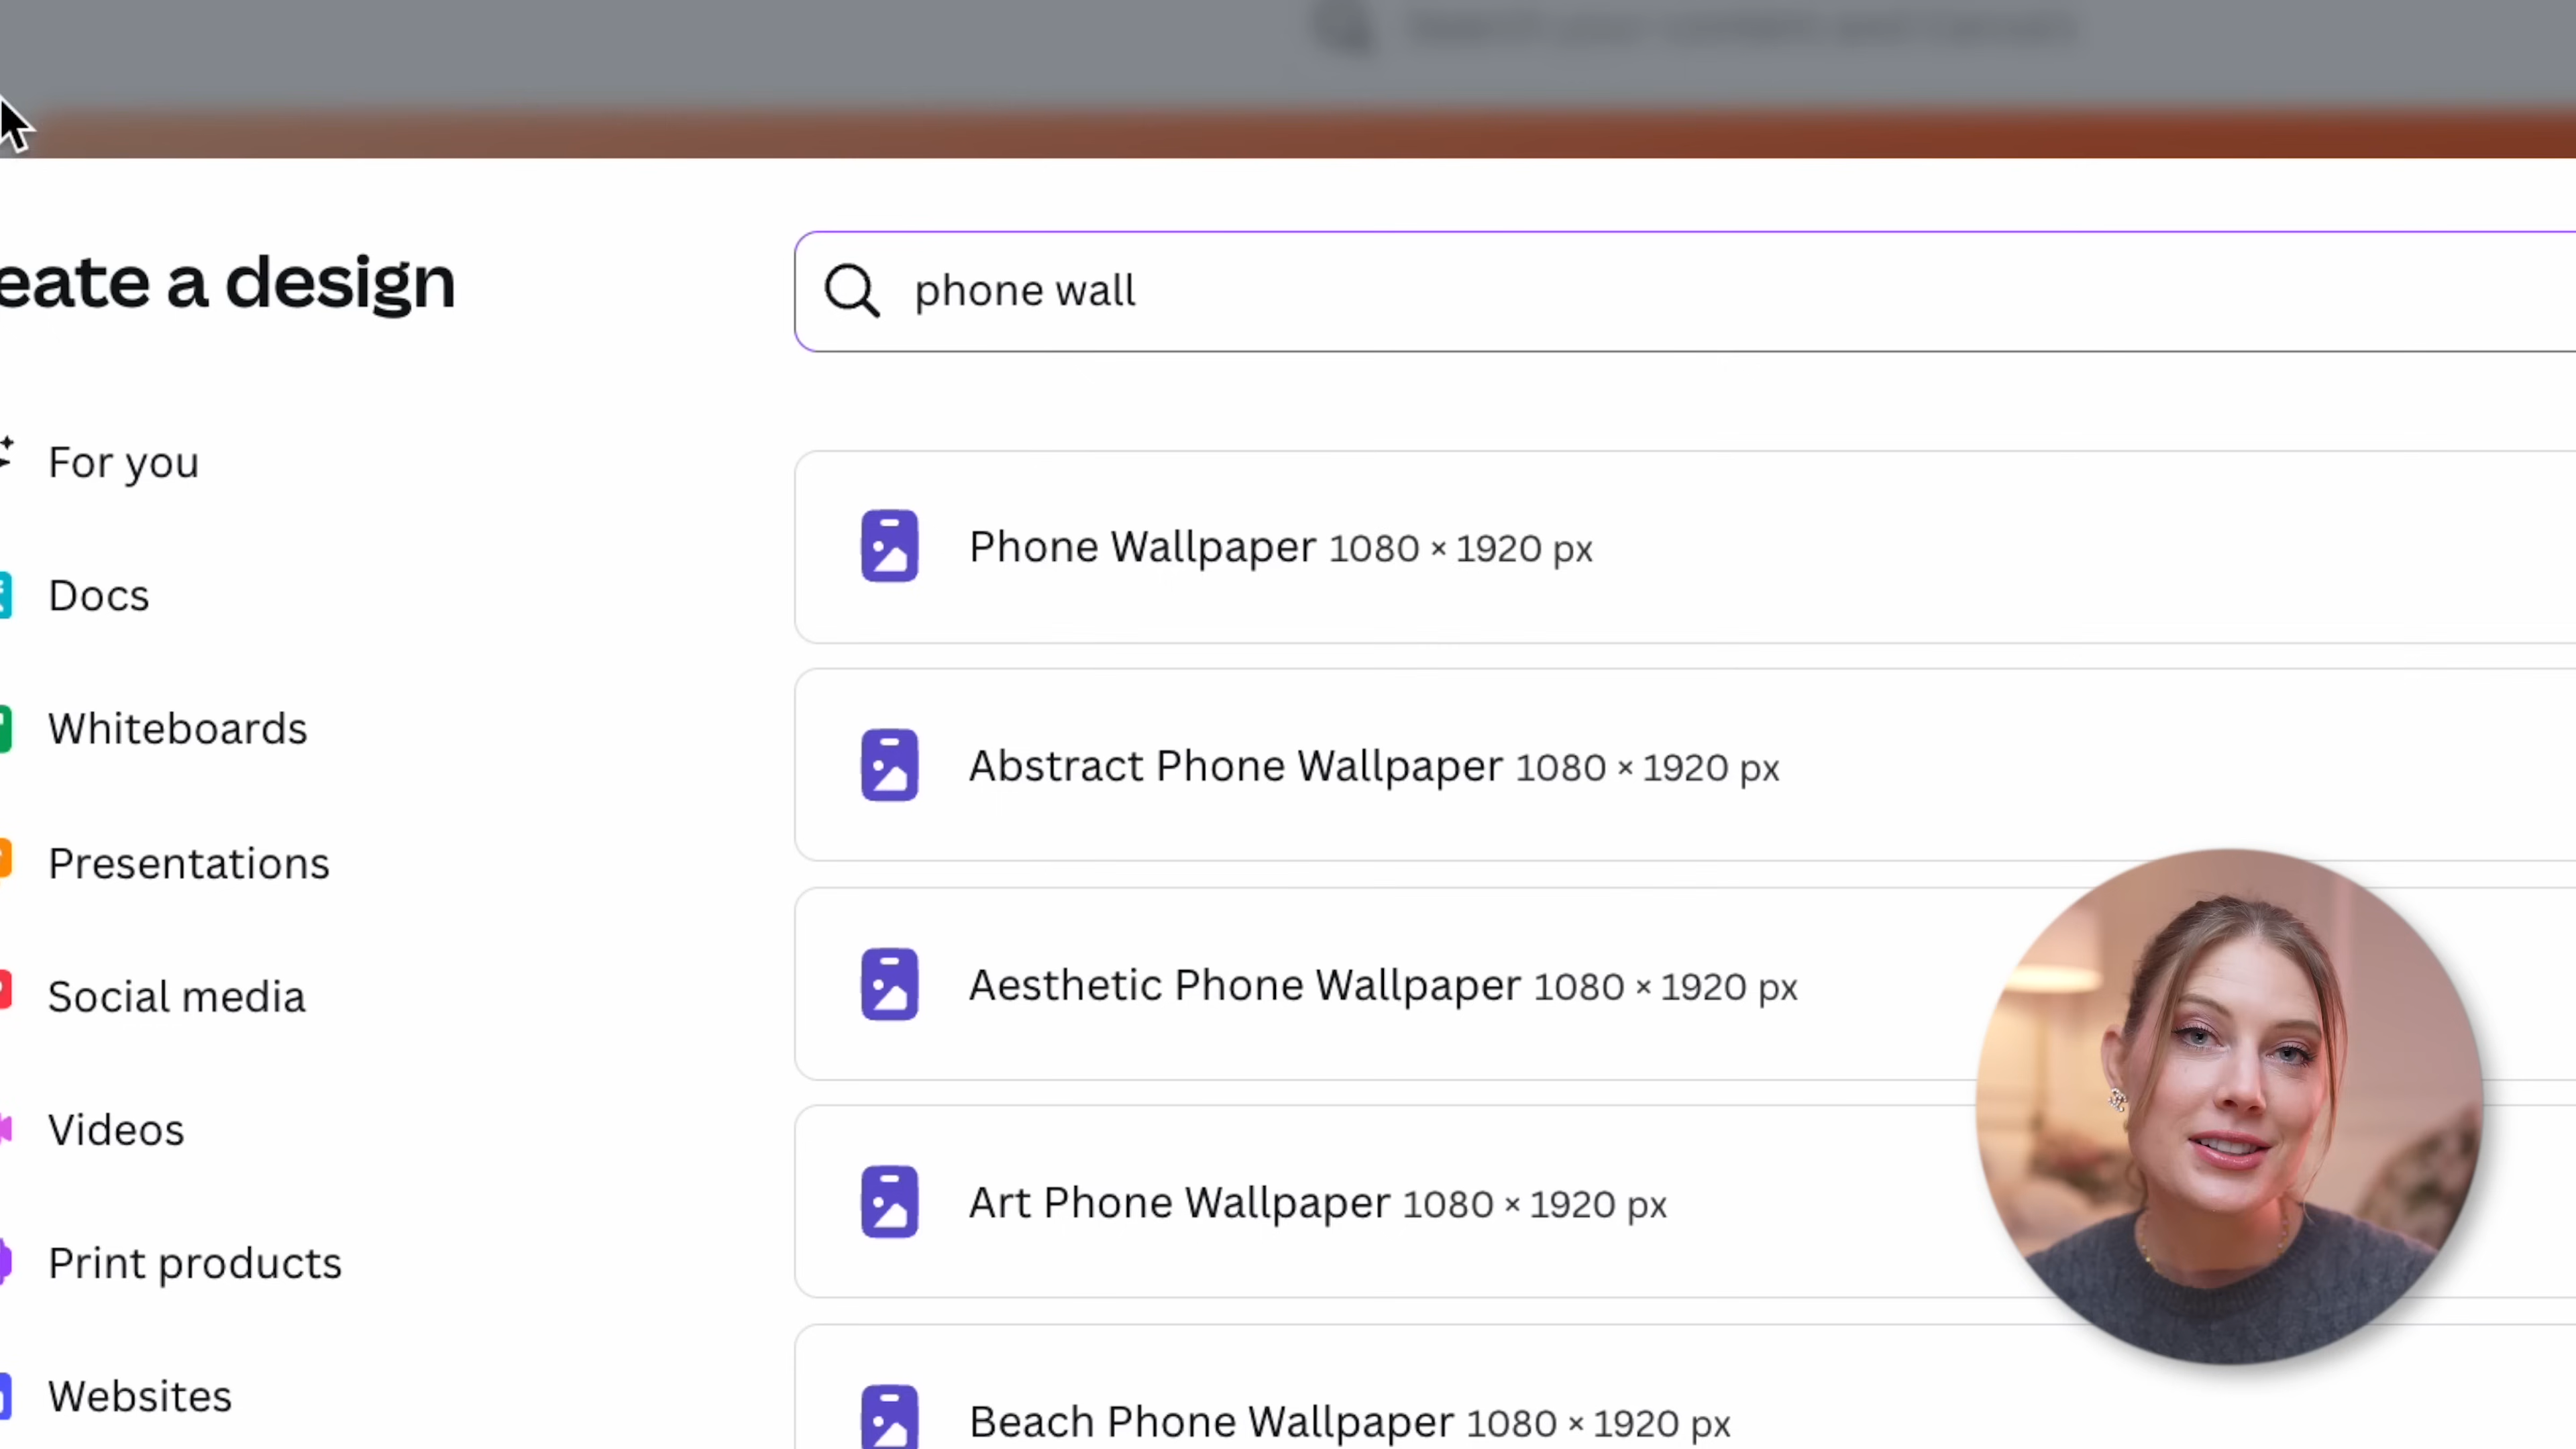 eate a design
phone wall
For you
Docs
Whiteboards
Presentations
Social media
Videos
Print products
Websites
Phone Wallpaper 1080 × 1920 px
Abstract Phone Wallpaper 1080 × 1920 px
Aesthetic Phone Wallpaper 1080 × 1920 px
Art Phone Wallpaper 1080 × 1920 px
Beach Phone Wallpaper 1080 × 1920 px